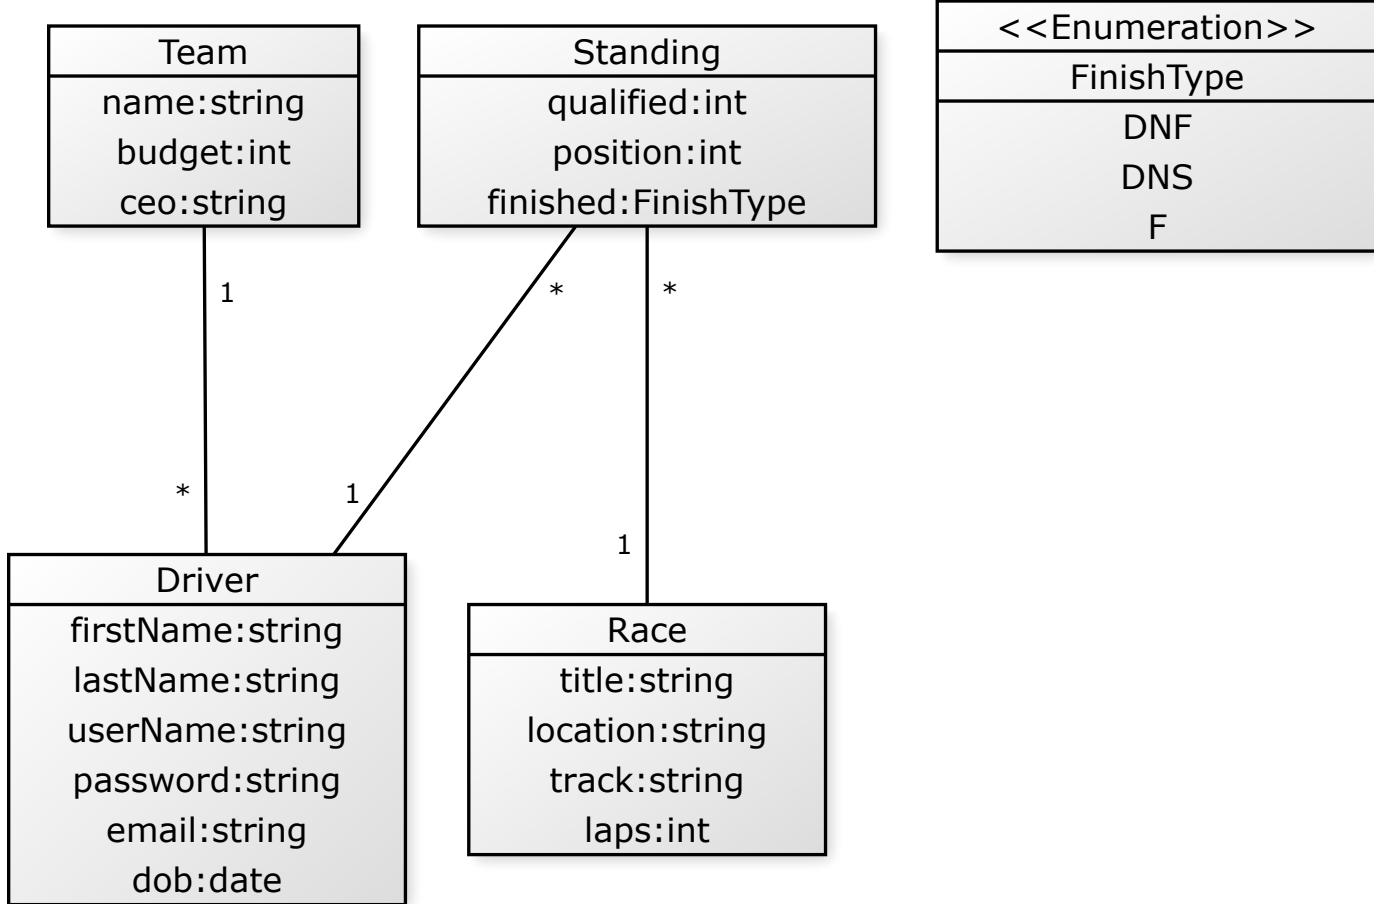 Team
name:string
budget:int
ceo:string
Standing
qualified:int
position:int
finished:FinishType
<<Enumeration>>
FinishType
DNF
DNS
F
1
*
*
*
1
1
Driver
firstName:string
lastName:string
userName:string
password:string
email:string
dob:date
Race
title:string
location:string
track:string
laps:int